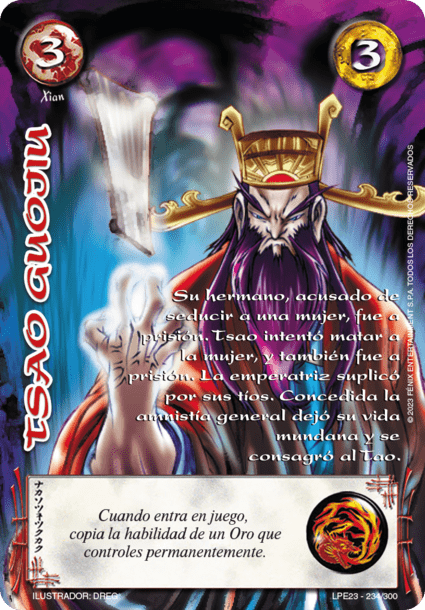 3
3
Xian
TSAO GUOJIU
Su hermano, acusado de
seducir a una mujer, fue a
prisión. Tsao intentó matar a
la mujer, y también fue a
prisión. La emperatriz suplicó
por sus tíos. Concedida la
amnistía general dejó su vida
mundana y se
consagró al Tao.
© 2023 FÉNIX ENTERTAINMENT S.P.A. TODOS LOS DERECHOS RESERVADOS
Cuando entra en juego,
copia la habilidad de un Oro que
controles permanentemente.
ILUSTRADOR: DREG
LPE23 - 234/300